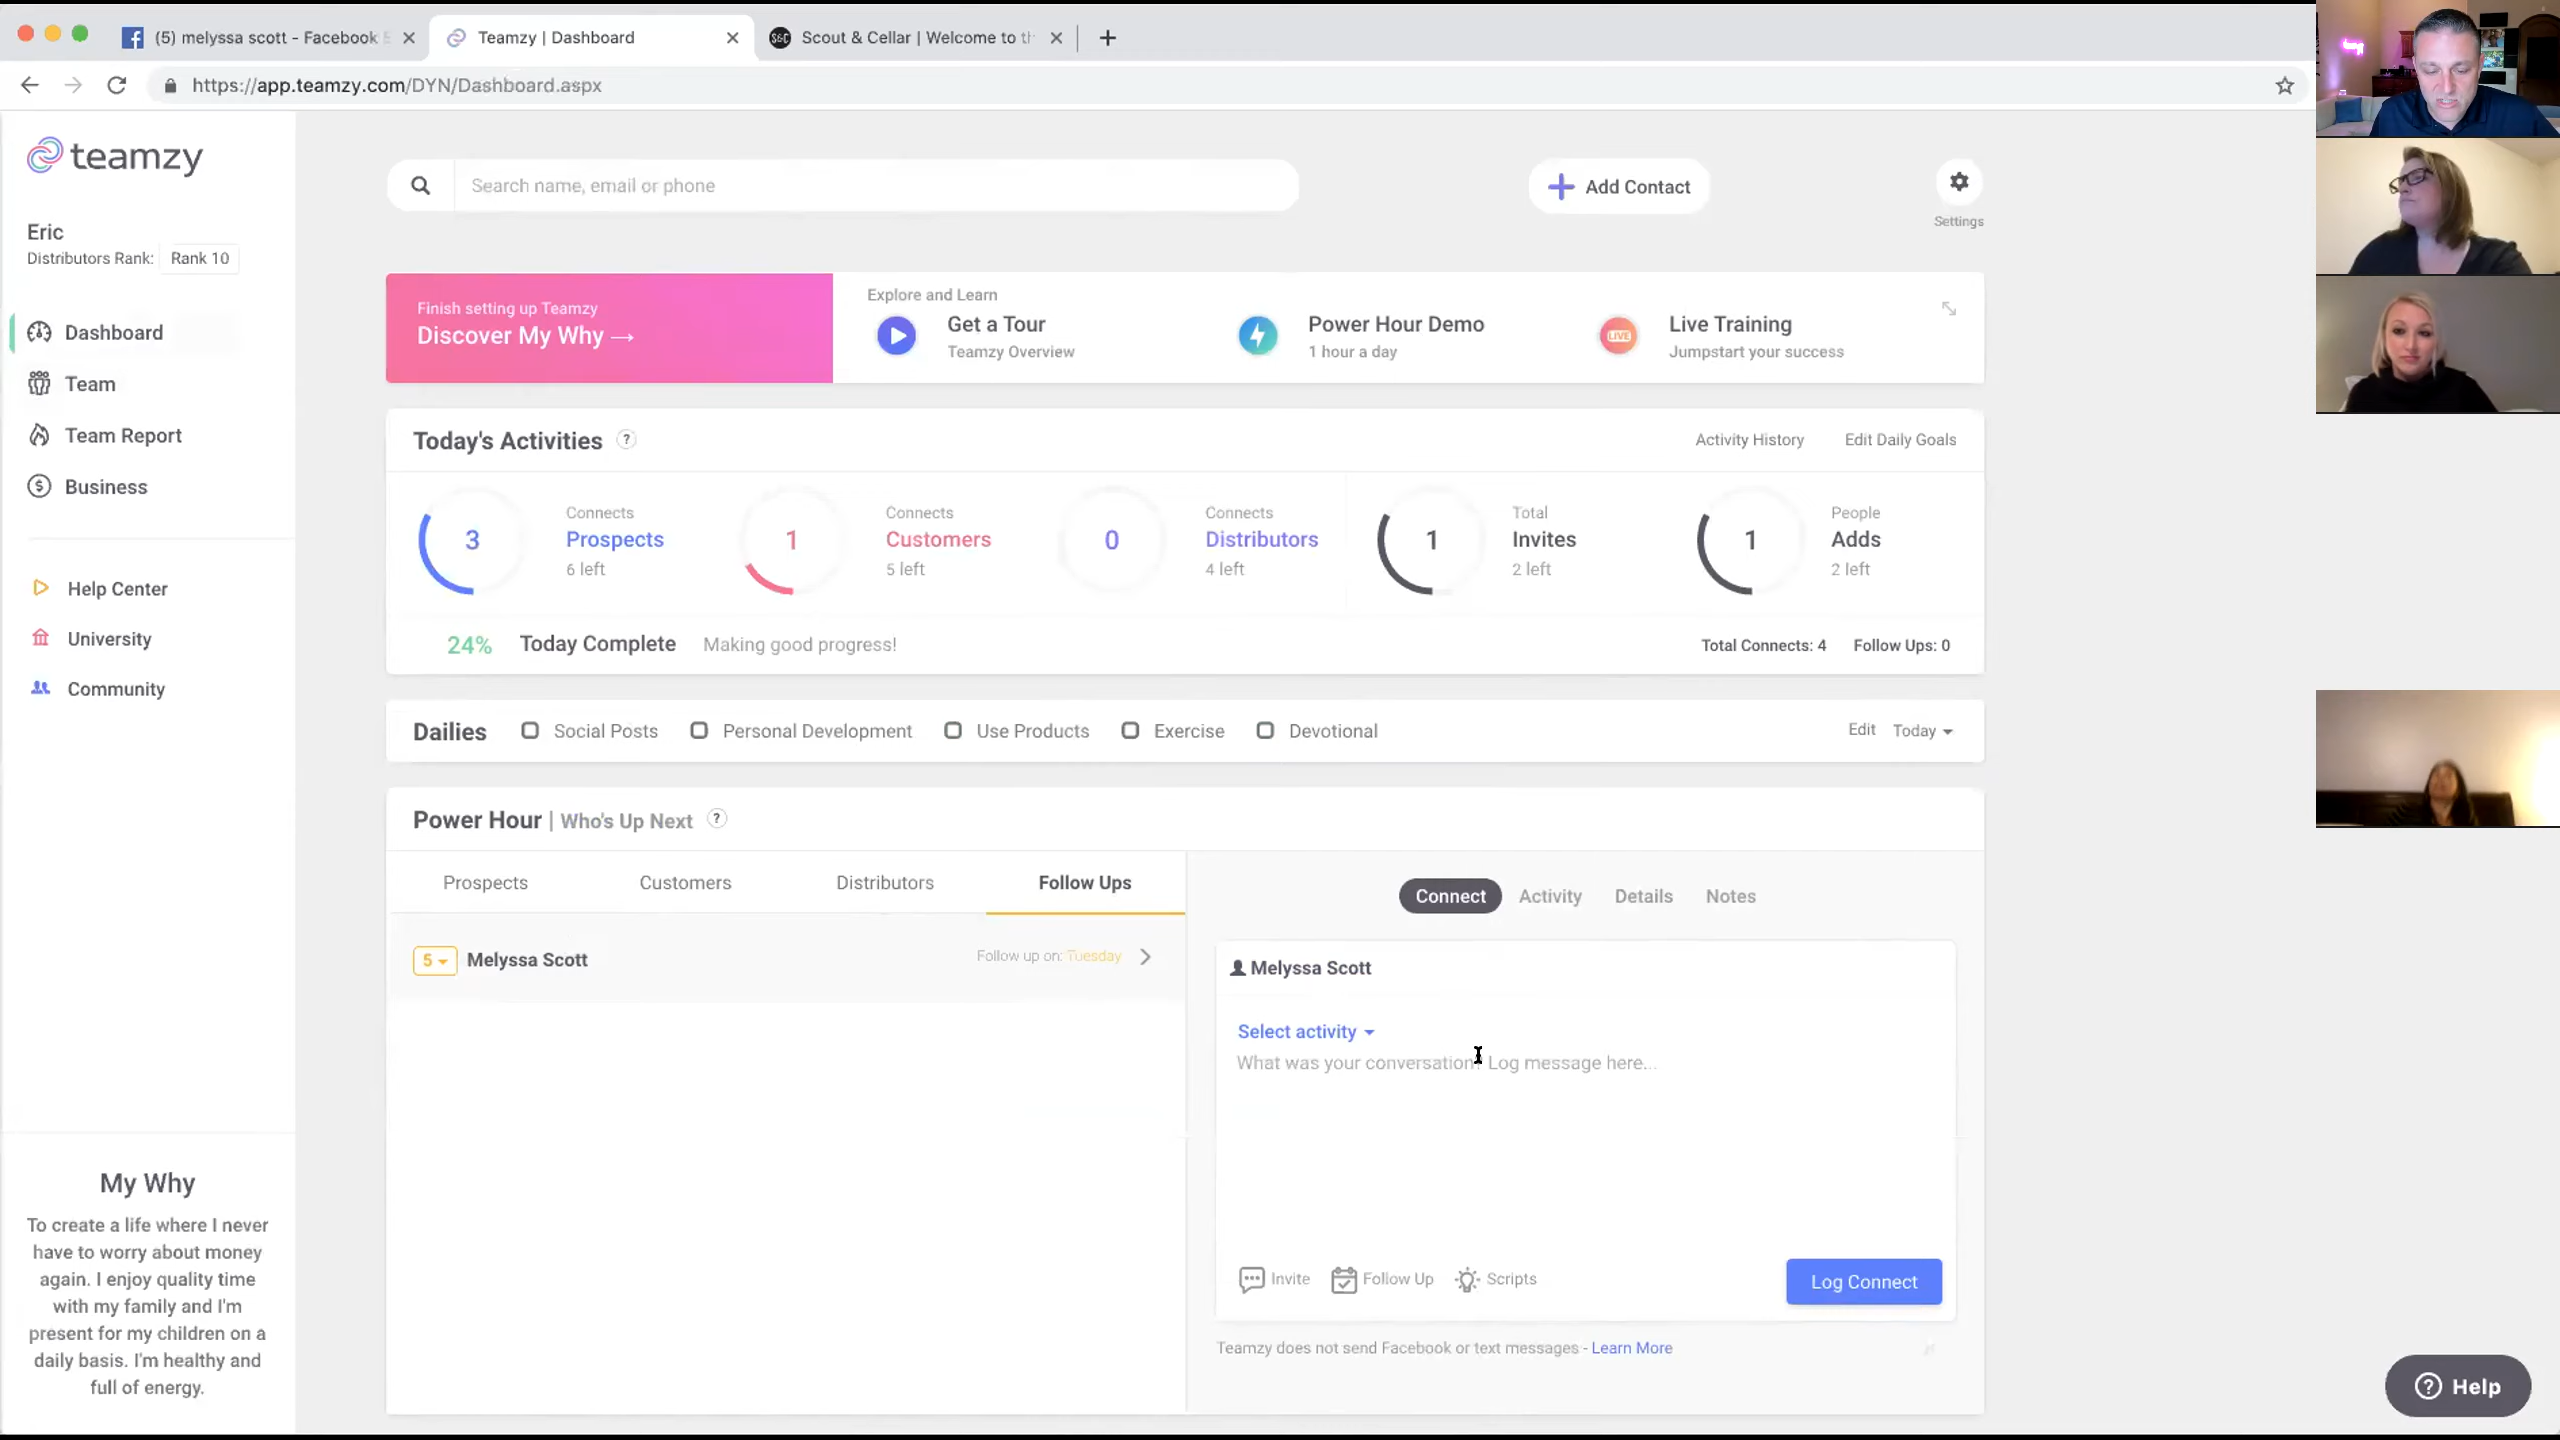 (5) melyssa scott - Facebook
Teamzy | Dashboard
Scout & Cellar | Welcome to th
https://app.teamzy.com/DYN/Dashboard.aspx
teamzy
Search name, email or phone
Add Contact
Settings
Eric
Distributors Rank: Rank 10
Finish setting up Teamzy
Discover My Why →
Explore and Learn
Get a Tour
Teamzy Overview
Power Hour Demo
1 hour a day
LIVE
Live Training
Jumpstart your success
Dashboard
Team
Team Report
Business
Help Center
University
Community
Today's Activities ?
Activity History
Edit Daily Goals
3
Connects
Prospects
6 left
1
Connects
Customers
5 left
0
Connects
Distributors
4 left
1
Total
Invites
2 left
1
People
Adds
2 left
24% Today Complete Making good progress!
Total Connects: 4 Follow Ups: 0
Dailies Social Posts Personal Development Use Products Exercise Devotional
Edit Today
Power Hour | Who's Up Next ?
Prospects Customers Distributors Follow Ups
5 Melyssa Scott Follow up on: Tuesday
Connect Activity Details Notes
Melyssa Scott
Select activity
What was your conversation? Log message here...
Invite Follow Up Scripts
Log Connect
Teamzy does not send Facebook or text messages - Learn More
My Why
To create a life where I never
have to worry about money
again. I enjoy quality time
with my family and I'm
present for my children on a
daily basis. I'm healthy and
full of energy.
? Help